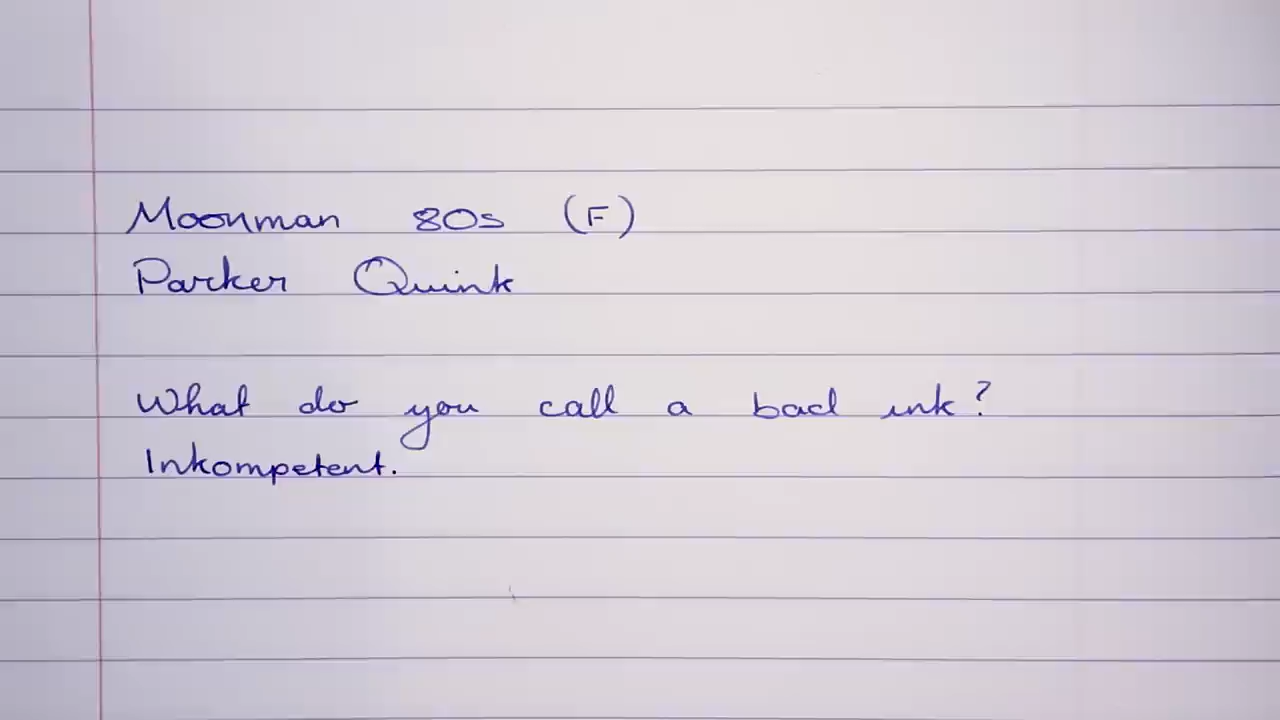 Moonman 80s (F)
Parker Quink
What do you call a bad ink?
Inkompetent.